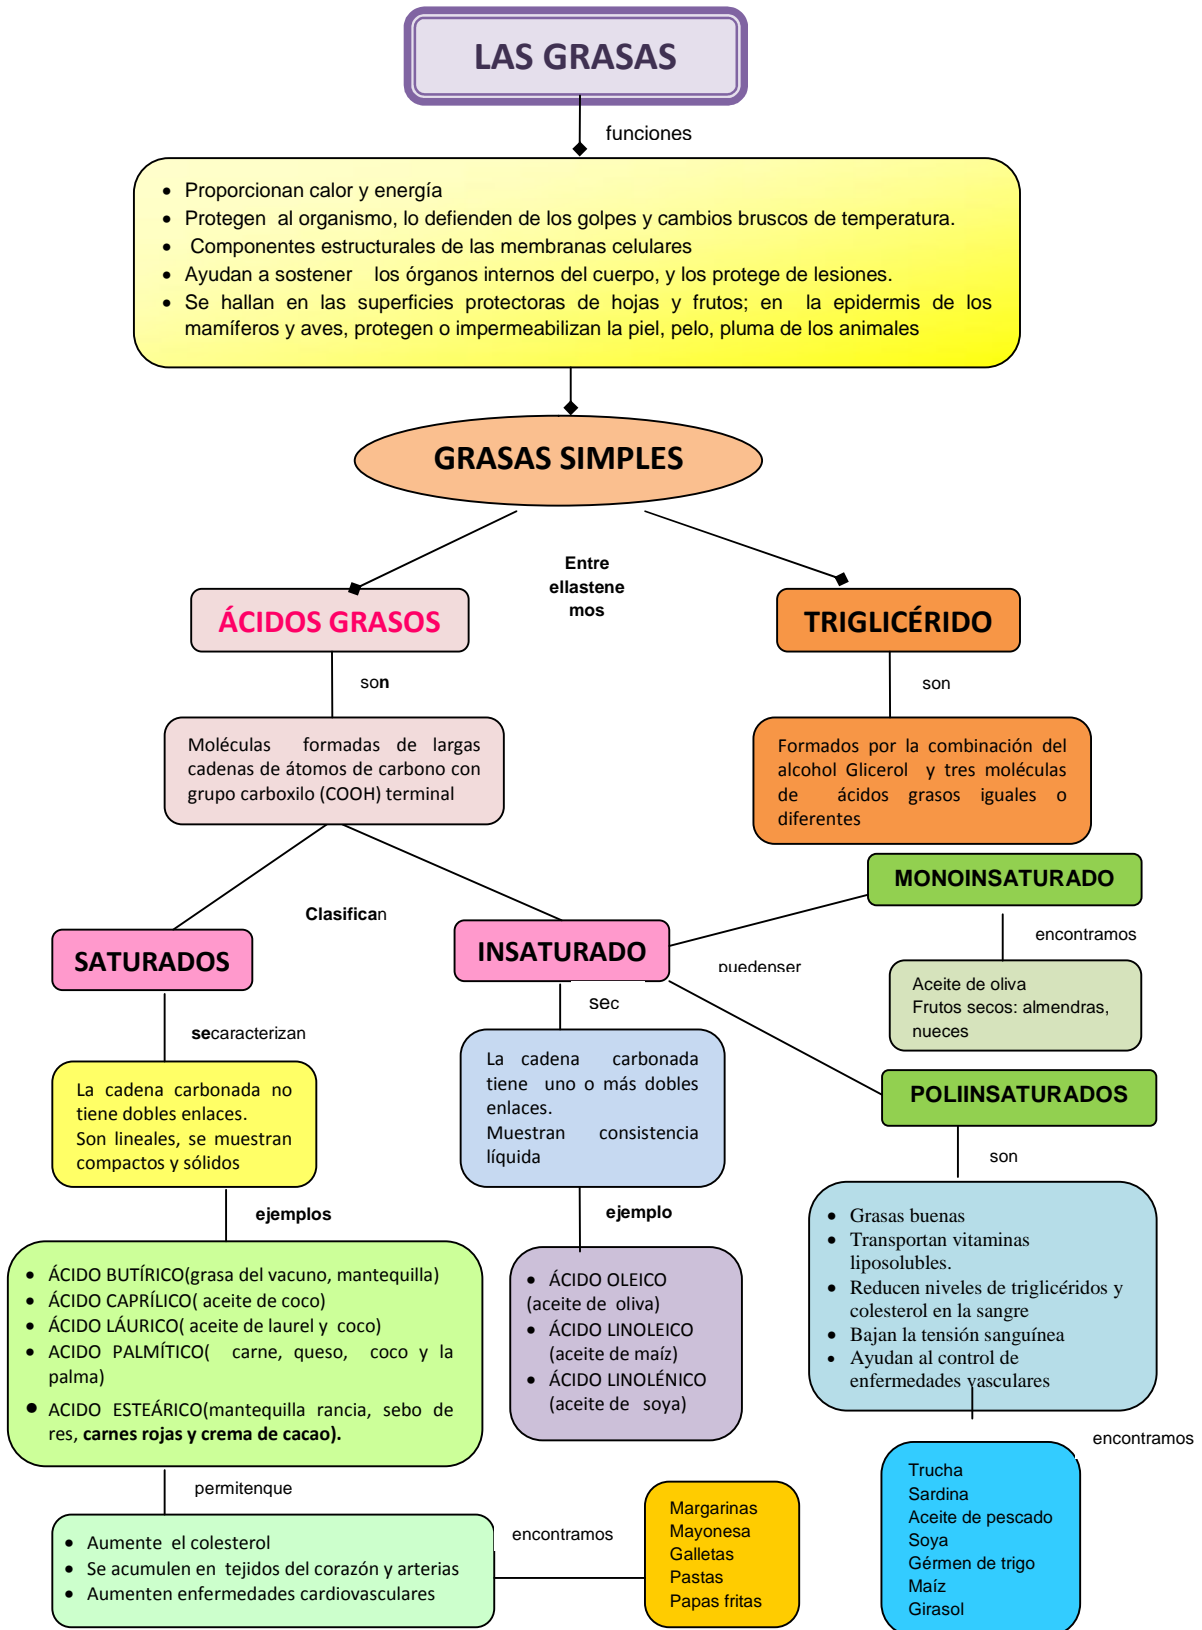 LAS GRASAS
funciones
• Proporcionan calor y energía
• Protegen al organismo, lo defienden de los golpes y cambios bruscos de temperatura.
• Componentes estructurales de las membranas celulares
• Ayudan a sostener los órganos internos del cuerpo, y los protege de lesiones.
• Se hallan en las superficies protectoras de hojas y frutos; en la epidermis de los
mamíferos y aves, protegen o impermeabilizan la piel, pelo, pluma de los animales
GRASAS SIMPLES
Entre
ellastene
mos
ÁCIDOS GRASOS
son
Moléculas formadas de largas
cadenas de átomos de carbono con
grupo carboxilo (COOH) terminal
TRIGLICÉRIDO
son
Formados por la combinación del
alcohol Glicerol y tres moléculas
de ácidos grasos iguales o
diferentes
Clasifican
SATURADOS
secaracterizan
La cadena carbonada no
tiene dobles enlaces.
Son lineales, se muestran
compactos y sólidos
ejemplos
• ÁCIDO BUTÍRICO(grasa del vacuno, mantequilla)
• ÁCIDO CAPRÍLICO( aceite de coco)
• ÁCIDO LÁURICO( aceite de laurel y coco)
• ACIDO PALMÍTICO( carne, queso, coco y la
palma)
• ACIDO ESTEÁRICO(mantequilla rancia, sebo de
res, carnes rojas y crema de cacao).
permitenque
• Aumente el colesterol
• Se acumulen en tejidos del corazón y arterias
• Aumenten enfermedades cardiovasculares
encontramos
Margarinas
Mayonesa
Galletas
Pastas
Papas fritas
INSATURADO
sec
La cadena carbonada
tiene uno o más dobles
enlaces.
Muestran consistencia
líquida
ejemplo
• ÁCIDO OLEICO
(aceite de oliva)
• ÁCIDO LINOLEICO
(aceite de maíz)
• ÁCIDO LINOLÉNICO
(aceite de soya)
puedenser
MONOINSATURADO
encontramos
Aceite de oliva
Frutos secos: almendras,
nueces
POLIINSATURADOS
son
• Grasas buenas
• Transportan vitaminas
liposolubles.
• Reducen niveles de triglicéridos y
colesterol en la sangre
• Bajan la tensión sanguínea
• Ayudan al control de
enfermedades vasculares
encontramos
Trucha
Sardina
Aceite de pescado
Soya
Gérmen de trigo
Maíz
Girasol